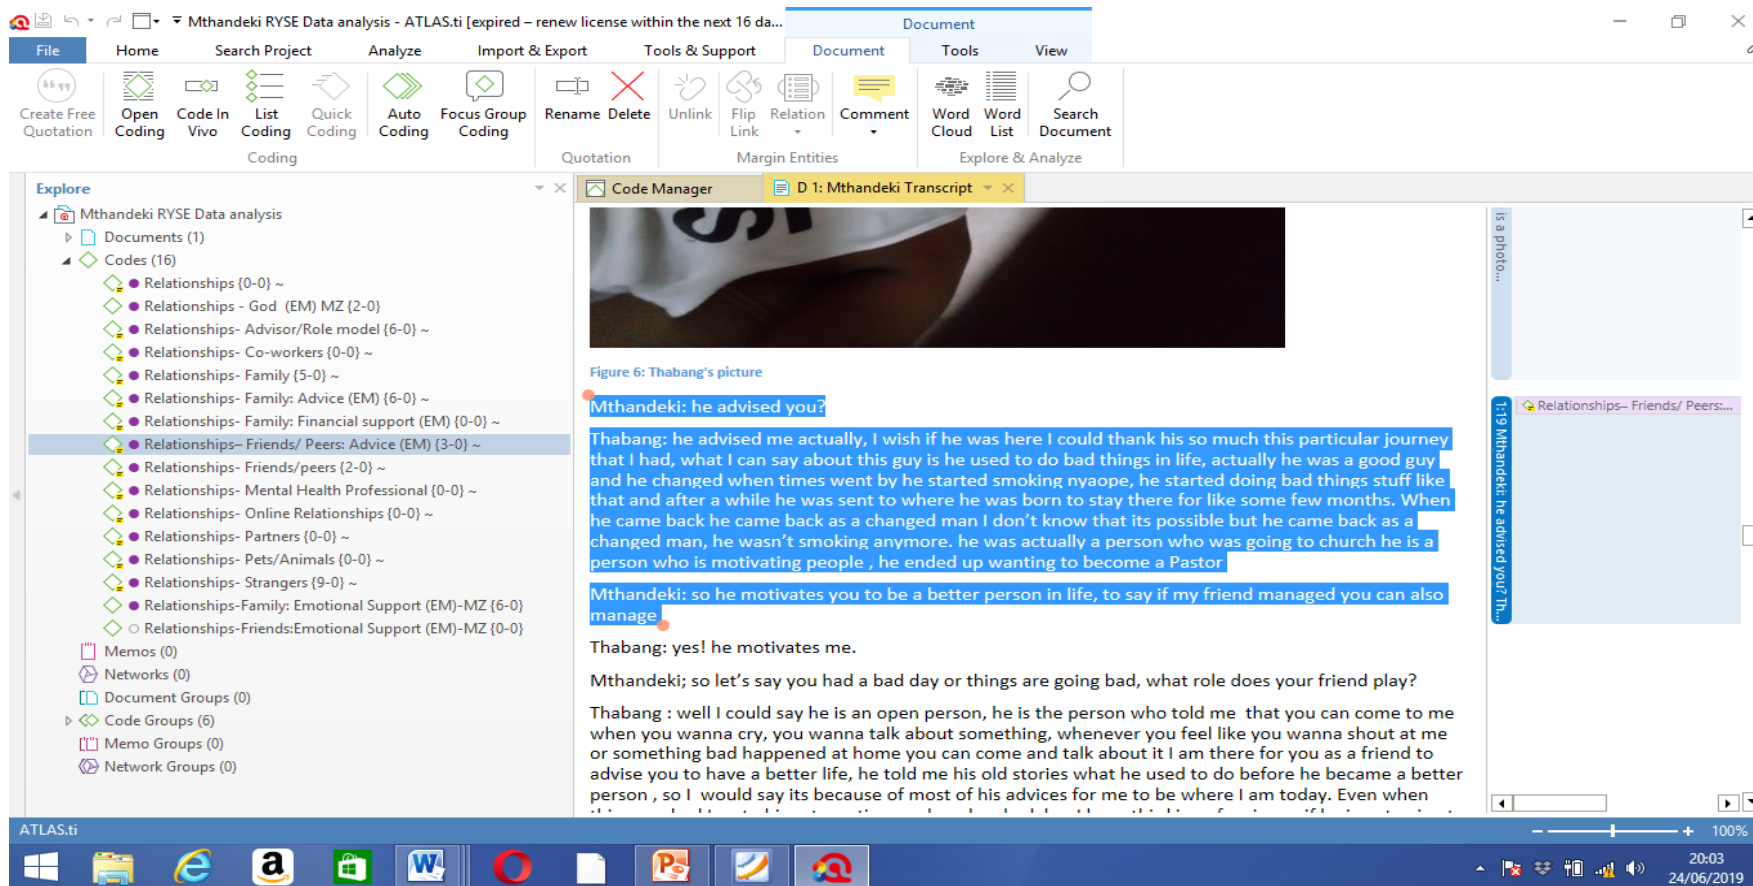 Mthandeki RYSE Data analysis - ATLAS.ti [expired – renew license within the next 16 da...
Document
File Home Search Project Analyze Import & Export Tools & Support Document Tools View
Create Free Quotation
Open Coding
Code In Vivo
List Coding
Quick Coding
Auto Coding
Focus Group Coding
Rename Delete Unlink
Flip Link
Relation Comment
Word Cloud
Word List
Search Document
Coding Quotation Margin Entities Explore & Analyze
Explore
Mthandeki RYSE Data analysis
Documents (1)
Codes (16)
Relationships {0-0} ~
Relationships - God  (EM) MZ {2-0}
Relationships- Advisor/Role model {6-0} ~
Relationships- Co-workers {0-0} ~
Relationships- Family {5-0} ~
Relationships- Family: Advice (EM) {6-0} ~
Relationships- Family: Financial support (EM) {0-0} ~
Relationships– Friends/ Peers: Advice (EM) {3-0} ~
Relationships- Friends/peers {2-0} ~
Relationships- Mental Health Professional {0-0} ~
Relationships- Online Relationships {0-0} ~
Relationships- Partners {0-0} ~
Relationships- Pets/Animals {0-0} ~
Relationships- Strangers {9-0} ~
Relationships-Family: Emotional Support (EM)-MZ {6-0}
Relationships-Friends:Emotional Support (EM)-MZ {0-0}
Memos (0)
Networks (0)
Document Groups (0)
Code Groups (6)
Memo Groups (0)
Network Groups (0)
Code Manager
D 1: Mthandeki Transcript
Figure 6: Thabang's picture
Mthandeki: he advised you?
Thabang: he advised me actually, I wish if he was here I could thank his so much this particular journey
that I had, what I can say about this guy is he used to do bad things in life, actually he was a good guy
and he changed when times went by he started smoking nyaope, he started doing bad things stuff like
that and after a while he was sent to where he was born to stay there for like some few months. When
he came back he came back as a changed man I don't know that its possible but he came back as a
changed man, he wasn't smoking anymore. he was actually a person who was going to church he is a
person who is motivating people , he ended up wanting to become a Pastor
Mthandeki: so he motivates you to be a better person in life, to say if my friend managed you can also
manage
Thabang: yes! he motivates me.
Mthandeki; so let's say you had a bad day or things are going bad, what role does your friend play?
Thabang : well I could say he is an open person, he is the person who told me  that you can come to me
when you wanna cry, you wanna talk about something, whenever you feel like you wanna shout at me
or something bad happened at home you can come and talk about it I am there for you as a friend to
advise you to have a better life, he told me his old stories what he used to do before he became a better
person , so I  would say its because of most of his advices for me to be where I am today. Even when
is a photo...
1:19 Mthandeki: he advised you? Th...
Relationships– Friends/ Peers:...
ATLAS.ti
100%
20:03
24/06/2019